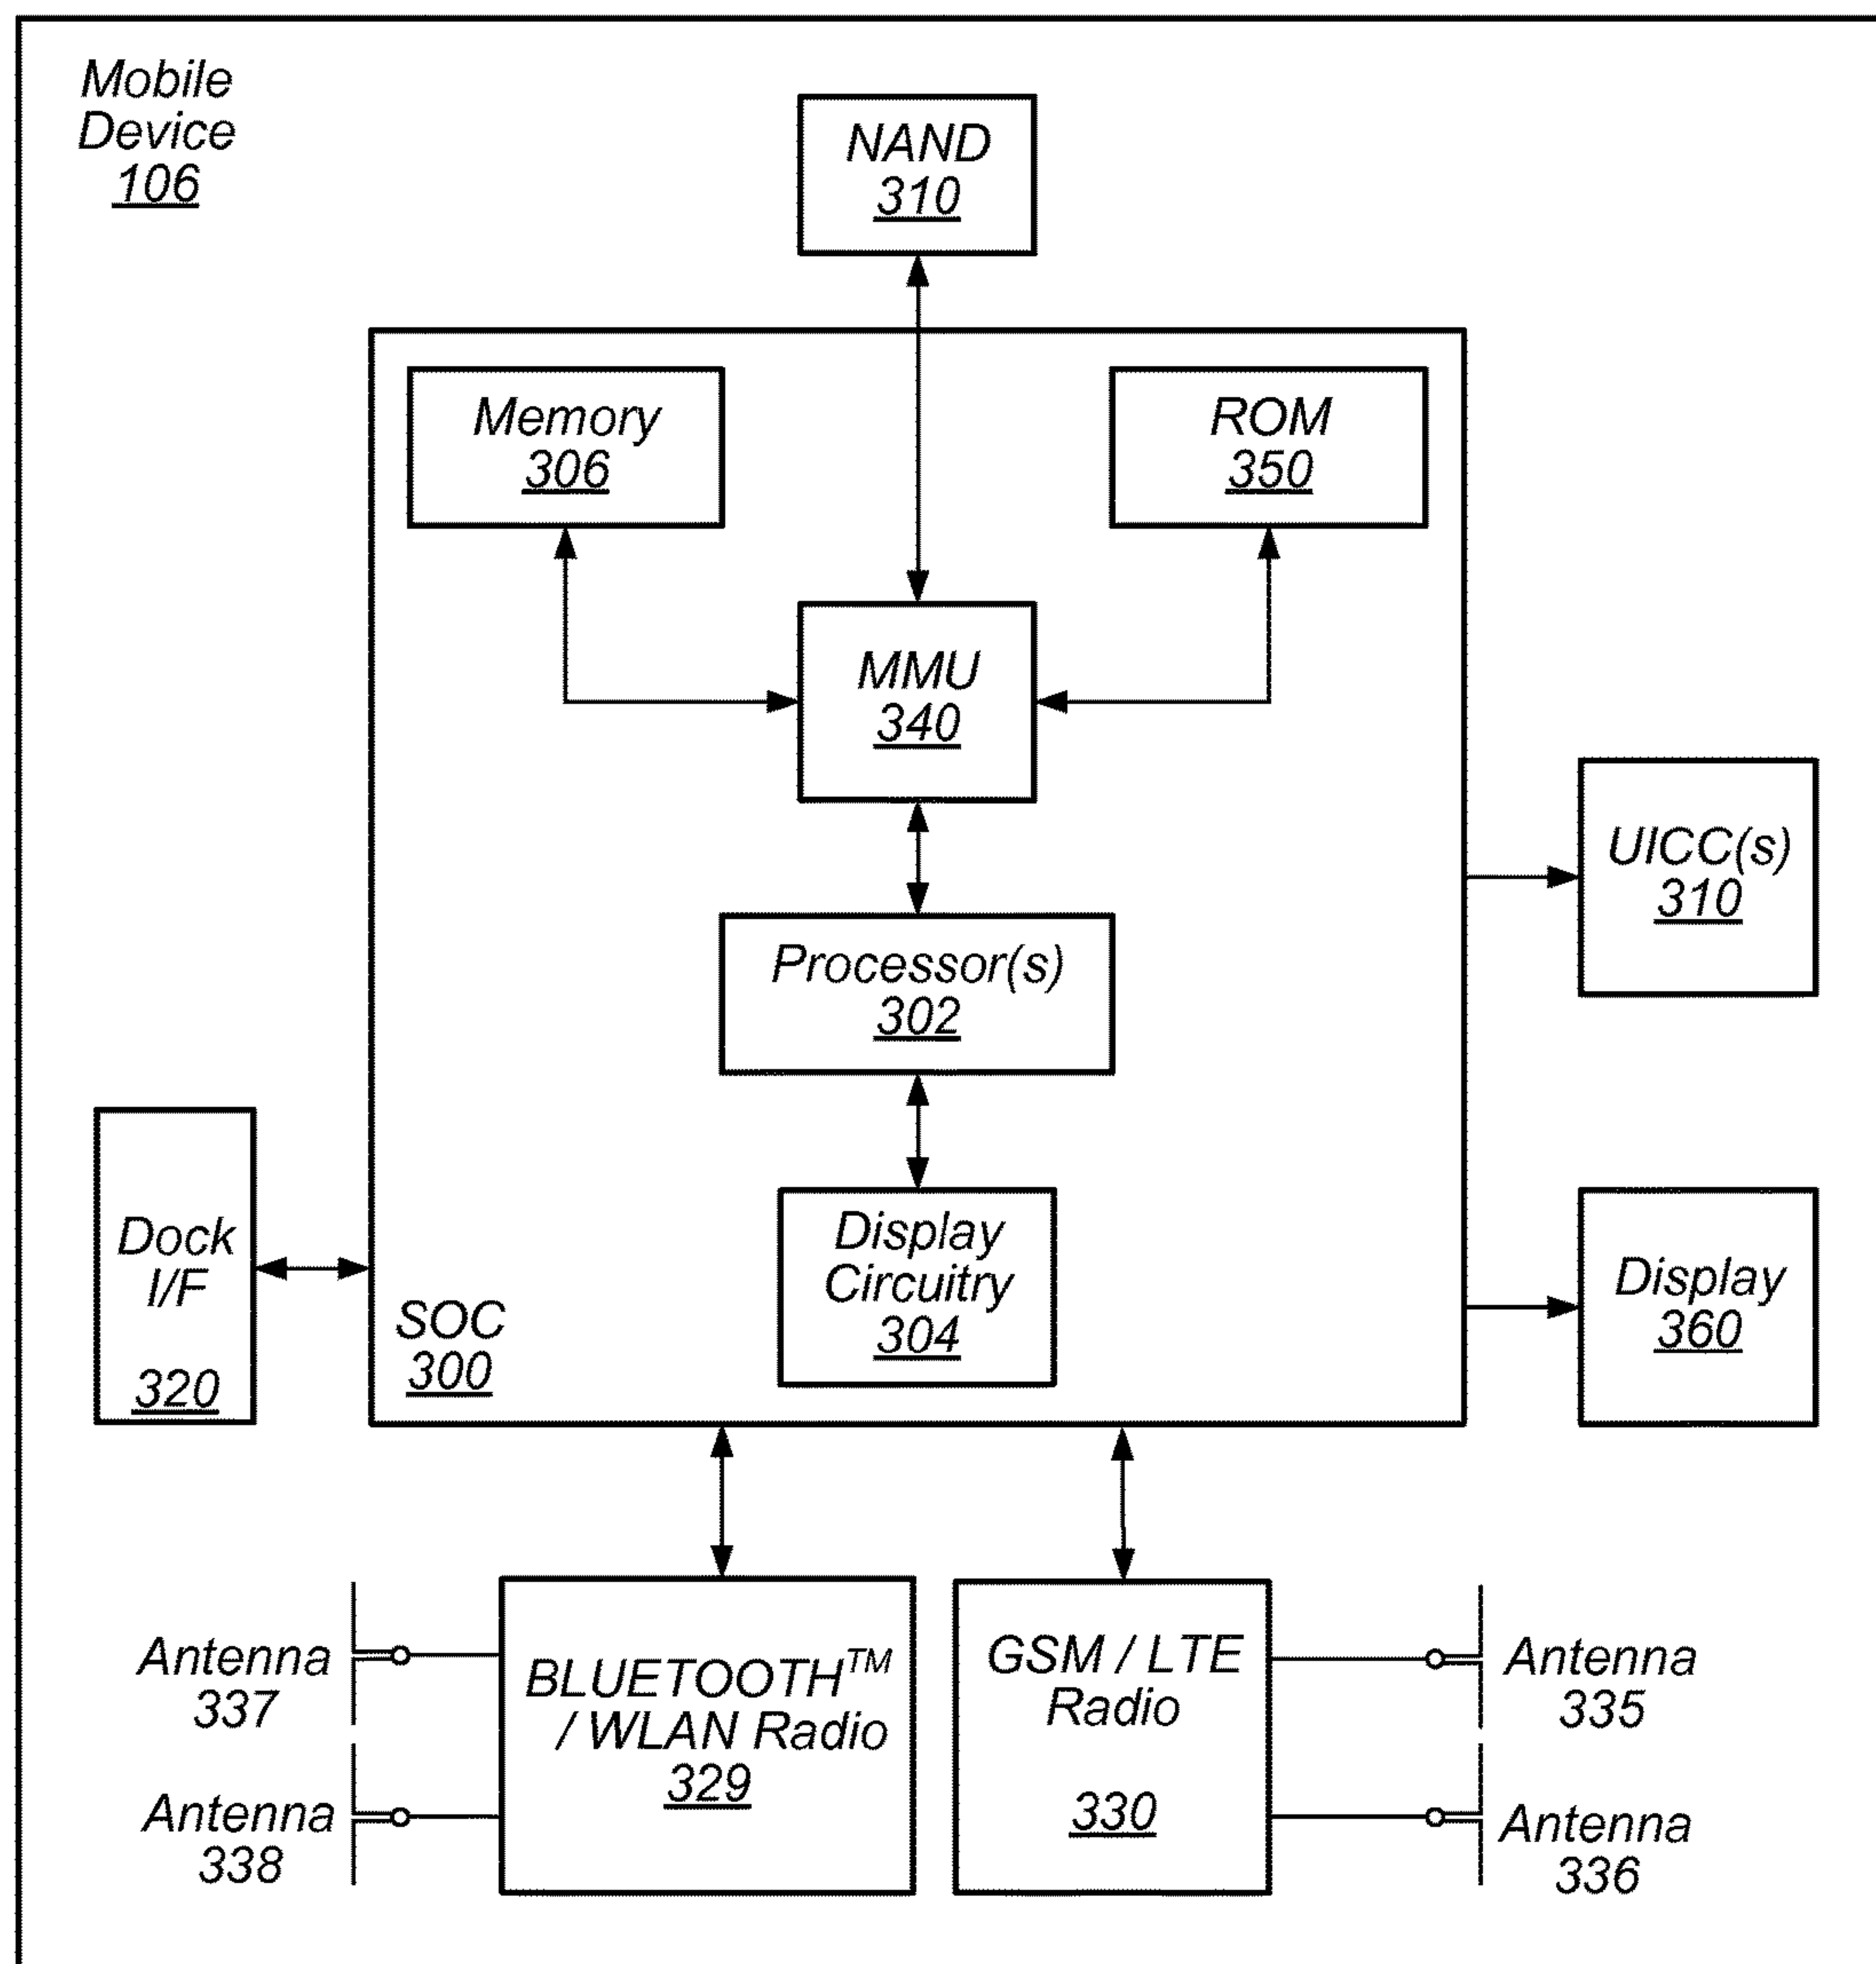 Mobile
Device
106
NAND
310
Memory
306
ROM
350
MMU
340
UICC(s)
310
Processor(s)
302
Dock
I/F
320
Display
Circuitry
304
SOC
300
Display
360
Antenna
337
Antenna
338
BLUETOOTH™
/ WLAN Radio
329
GSM / LTE
Radio
330
Antenna
335
Antenna
336